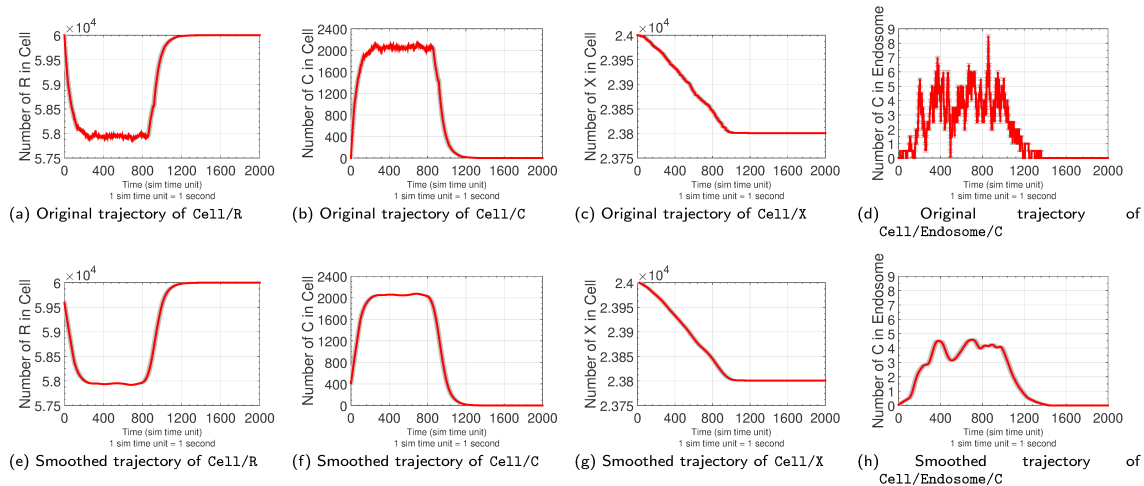 ×10⁴
Number of R in Cell
6
5.95
5.9
5.85
5.8
5.75
0 400 800 1200 1600 2000
Time (sim time unit)
1 sim time unit = 1 second
(a) Original trajectory of Cell/R
Number of C in Cell
2400
2000
1600
1200
800
400
0
0 400 800 1200 1600 2000
Time (sim time unit)
1 sim time unit = 1 second
(b) Original trajectory of Cell/C
×10⁴
Number of X in Cell
2.4
2.395
2.39
2.385
2.38
2.375
0 400 800 1200 1600 2000
Time (sim time unit)
1 sim time unit = 1 second
(c) Original trajectory of Cell/X
Number of C in Endosome
9
8
7
6
5
4
3
2
1
0
0 400 800 1200 1600 2000
Time (sim time unit)
1 sim time unit = 1 second
(d) Original trajectory of
Cell/Endosome/C
×10⁴
Number of R in Cell
6
5.95
5.9
5.85
5.8
5.75
0 400 800 1200 1600 2000
Time (sim time unit)
1 sim time unit = 1 second
(e) Smoothed trajectory of Cell/R
Number of C in Cell
2400
2000
1600
1200
800
400
0
0 400 800 1200 1600 2000
Time (sim time unit)
1 sim time unit = 1 second
(f) Smoothed trajectory of Cell/C
×10⁴
Number of X in Cell
2.4
2.395
2.39
2.385
2.38
2.375
0 400 800 1200 1600 2000
Time (sim time unit)
1 sim time unit = 1 second
(g) Smoothed trajectory of Cell/X
Number of C in Endosome
9
8
7
6
5
4
3
2
1
0
0 400 800 1200 1600 2000
Time (sim time unit)
1 sim time unit = 1 second
(h) Smoothed trajectory of
Cell/Endosome/C